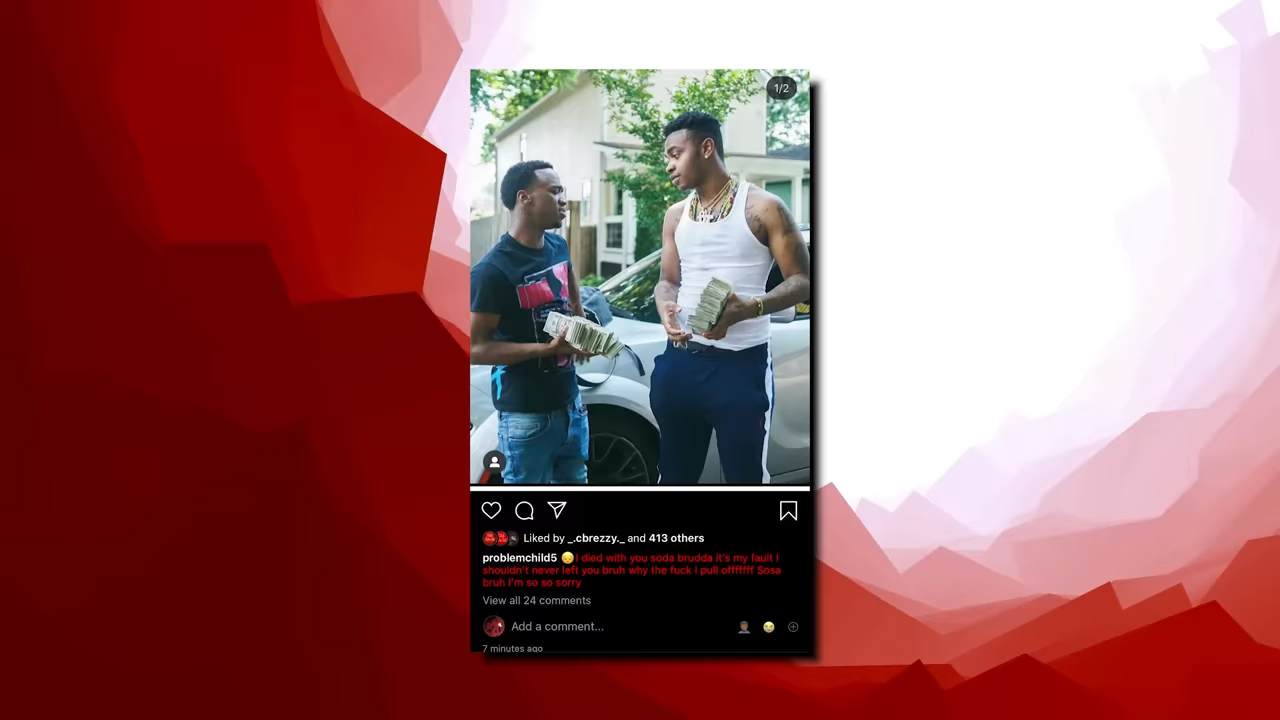 1/2
Liked by _.cbrezzy._ and 413 others
problemchild5 😔I died with you soda brudda it's my fault I
shouldn't never left you bruh why the fuck I pull offfffff Sosa
bruh I'm so so sorry
View all 24 comments
Add a comment...
7 minutes ago